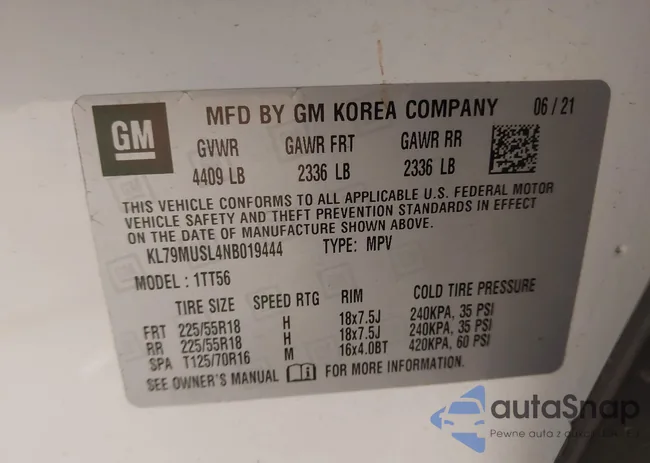 GM
MFD BY GM KOREA COMPANY 06 / 21
GVWR GAWR FRT GAWR RR
4409 LB 2336 LB 2336 LB
THIS VEHICLE CONFORMS TO ALL APPLICABLE U.S. FEDERAL MOTOR
VEHICLE SAFETY AND THEFT PREVENTION STANDARDS IN EFFECT
ON THE DATE OF MANUFACTURE SHOWN ABOVE.
KL79MUSL4NB019444 TYPE: MPV
MODEL: 1TT56
TIRE SIZE SPEED RTG RIM COLD TIRE PRESSURE
FRT 225/55R18 H 18x7.5J 240KPA, 35 PSI
RR 225/55R18 H 18x7.5J 240KPA, 35 PSI
SPA T125/70R16 M 16x4.0BT 420KPA, 60 PSI
SEE OWNER'S MANUAL FOR MORE INFORMATION.
autoSnap
Pewne auta z